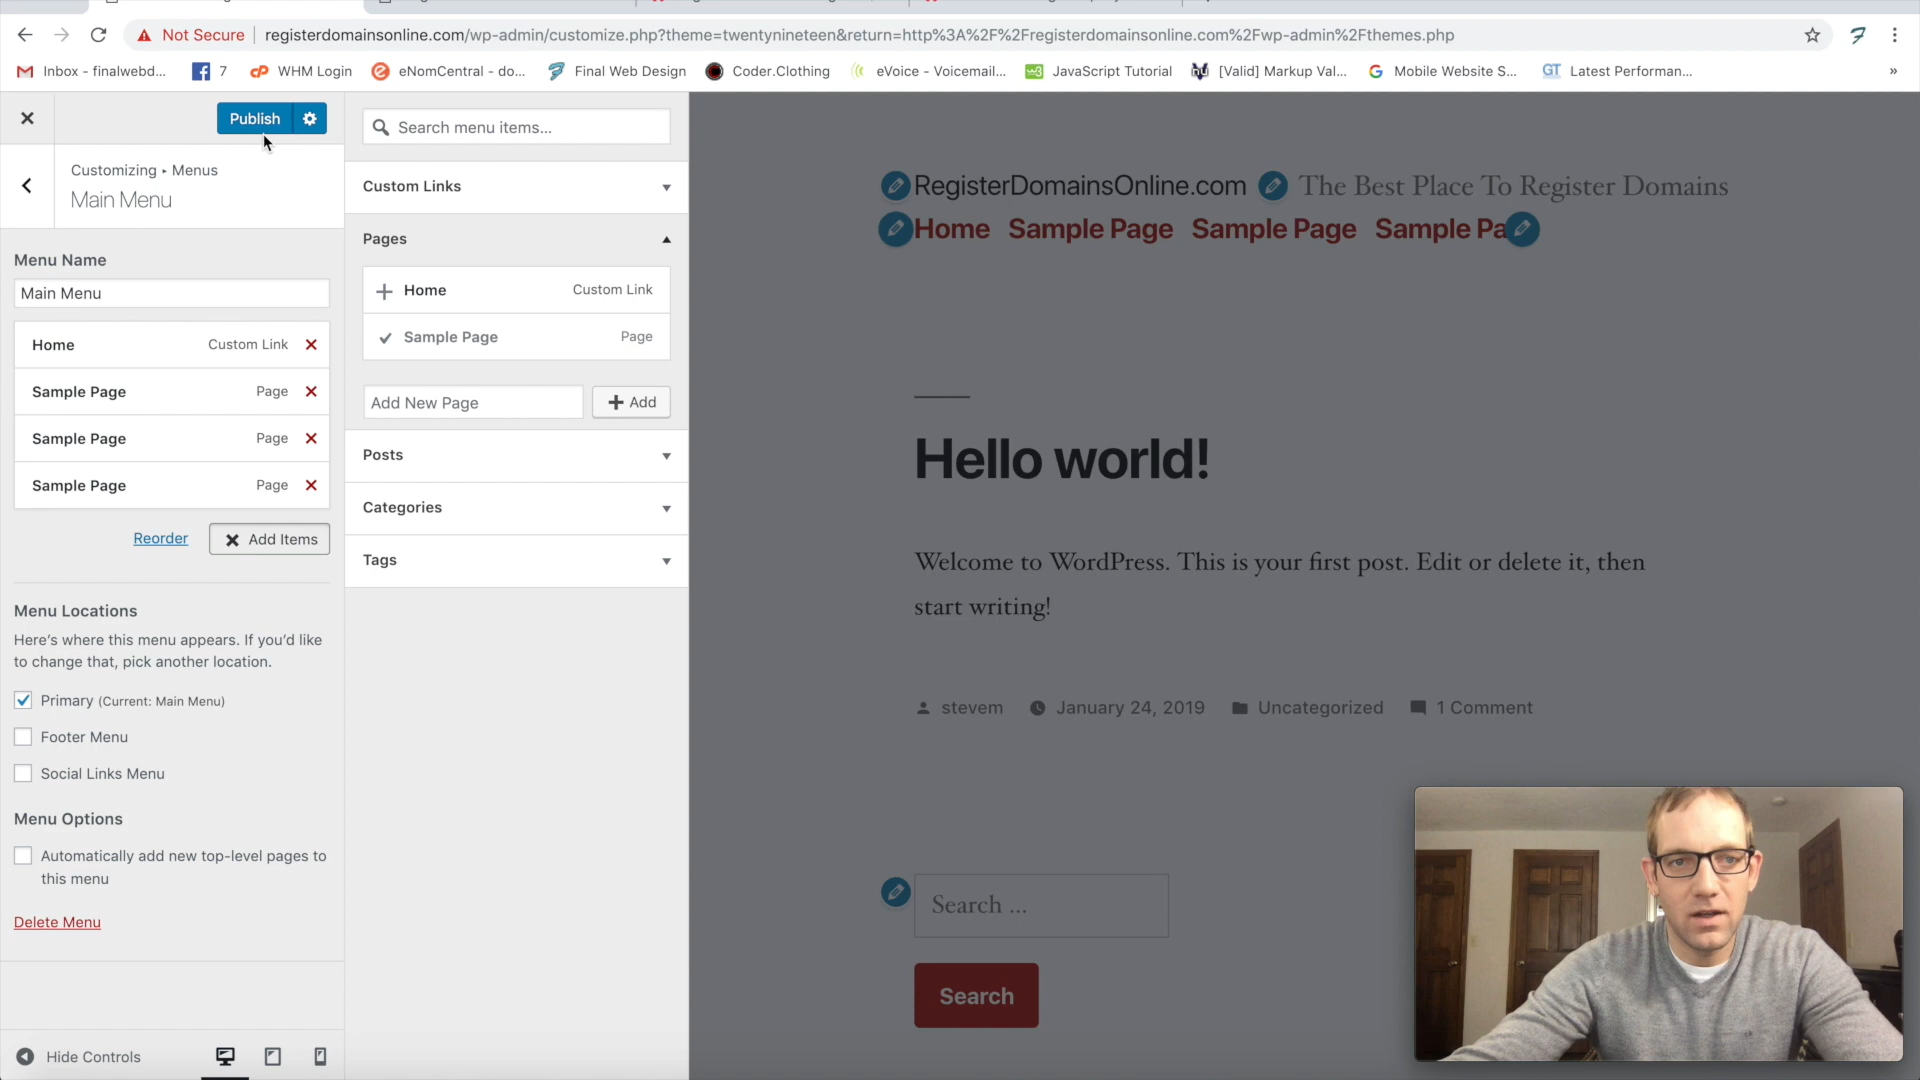 Not Secure
registerdomainsonline.com/wp-admin/customize.php?theme=twentynineteen&return=http%3A%2F%2Fregisterdomainsonline.com%2Fwp-admin%2Fthemes.php
Inbox - finalwebd...
7
cP WHM Login
eNomCentral - do...
Final Web Design
Coder.Clothing
eVoice - Voicemail...
w3 JavaScript Tutorial
nu [Valid] Markup Val...
G Mobile Website S...
GT Latest Performan...
»
Publish
Search menu items...
Customizing ▸ Menus
Main Menu
Custom Links
RegisterDomainsOnline.com
The Best Place To Register Domains
Home Sample Page Sample Page Sample Pa
Pages
Menu Name
Main Menu
Home Custom Link
Sample Page Page
Add New Page
Add
Home Custom Link
Sample Page Page
Sample Page Page
Sample Page Page
Reorder
Add Items
Posts
Categories
Tags
Hello world!
Welcome to WordPress. This is your first post. Edit or delete it, then
start writing!
stevem
January 24, 2019
Uncategorized
1 Comment
Menu Locations
Here's where this menu appears. If you'd like
to change that, pick another location.
Primary (Current: Main Menu)
Footer Menu
Social Links Menu
Menu Options
Automatically add new top-level pages to
this menu
Delete Menu
Search ...
Search
Hide Controls